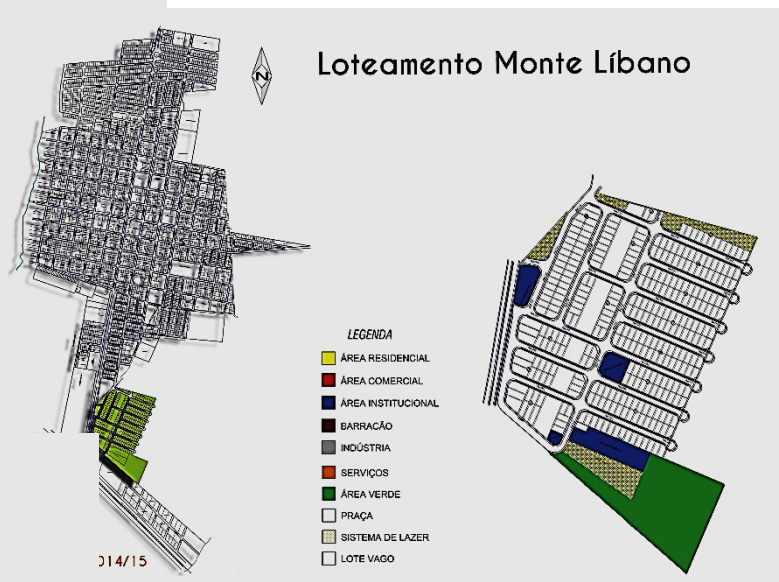 Loteamento Monte Líbano
N
LEGENDA
ÁREA RESIDENCIAL
ÁREA COMERCIAL
ÁREA INSTITUCIONAL
BARRACÃO
INDÚSTRIA
SERVIÇOS
ÁREA VERDE
PRAÇA
SISTEMA DE LAZER
LOTE VAGO
014/15